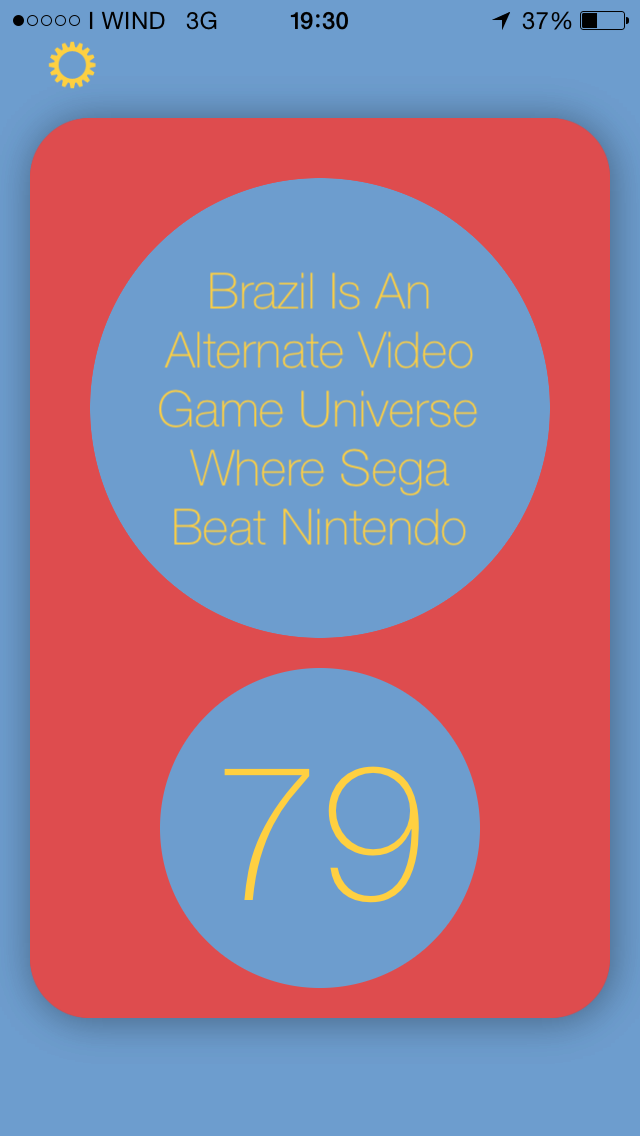 I WIND 3G 19:30 37%
Brazil Is An
Alternate Video
Game Universe
Where Sega
Beat Nintendo
79